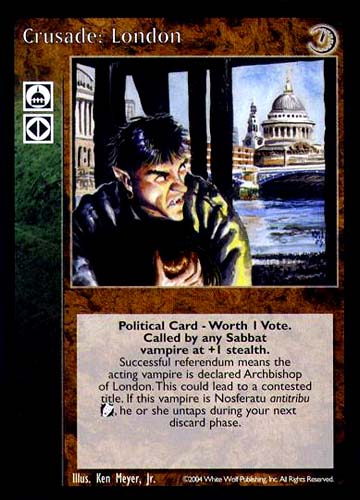 Crusade: London
Political Card - Worth 1 Vote.
Called by any Sabbat
vampire at +1 stealth.
Successful referendum means the
acting vampire is declared Archbishop
of London. This could lead to a contested
title. If this vampire is Nosferatu antitribu
, he or she untaps during your next
discard phase.
Illus. Ken Meyer, Jr.
©2004 White Wolf Publishing, Inc. All Rights Reserved.